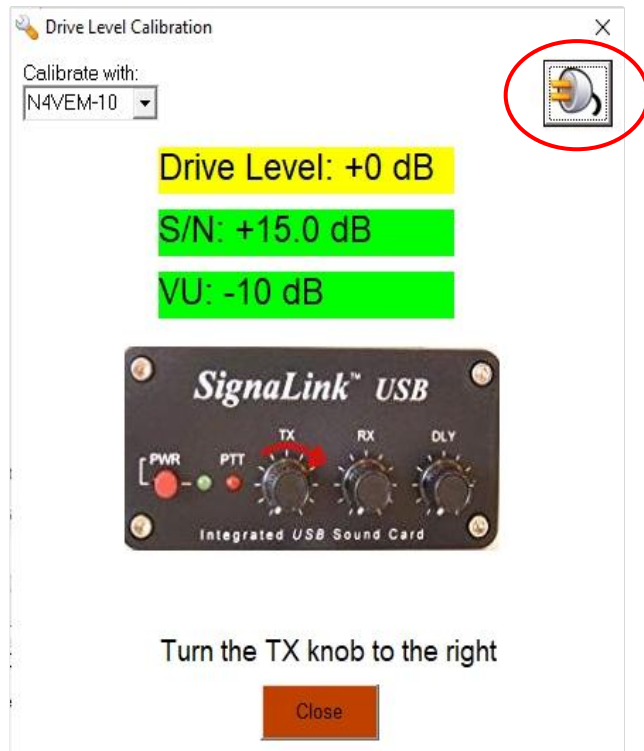 Drive Level Calibration
Calibrate with:
N4VEM-10
Drive Level: +0 dB
S/N: +15.0 dB
VU: -10 dB
SignaLink™ USB
TX RX DLY
PWR PTT
Integrated USB Sound Card
Turn the TX knob to the right
Close